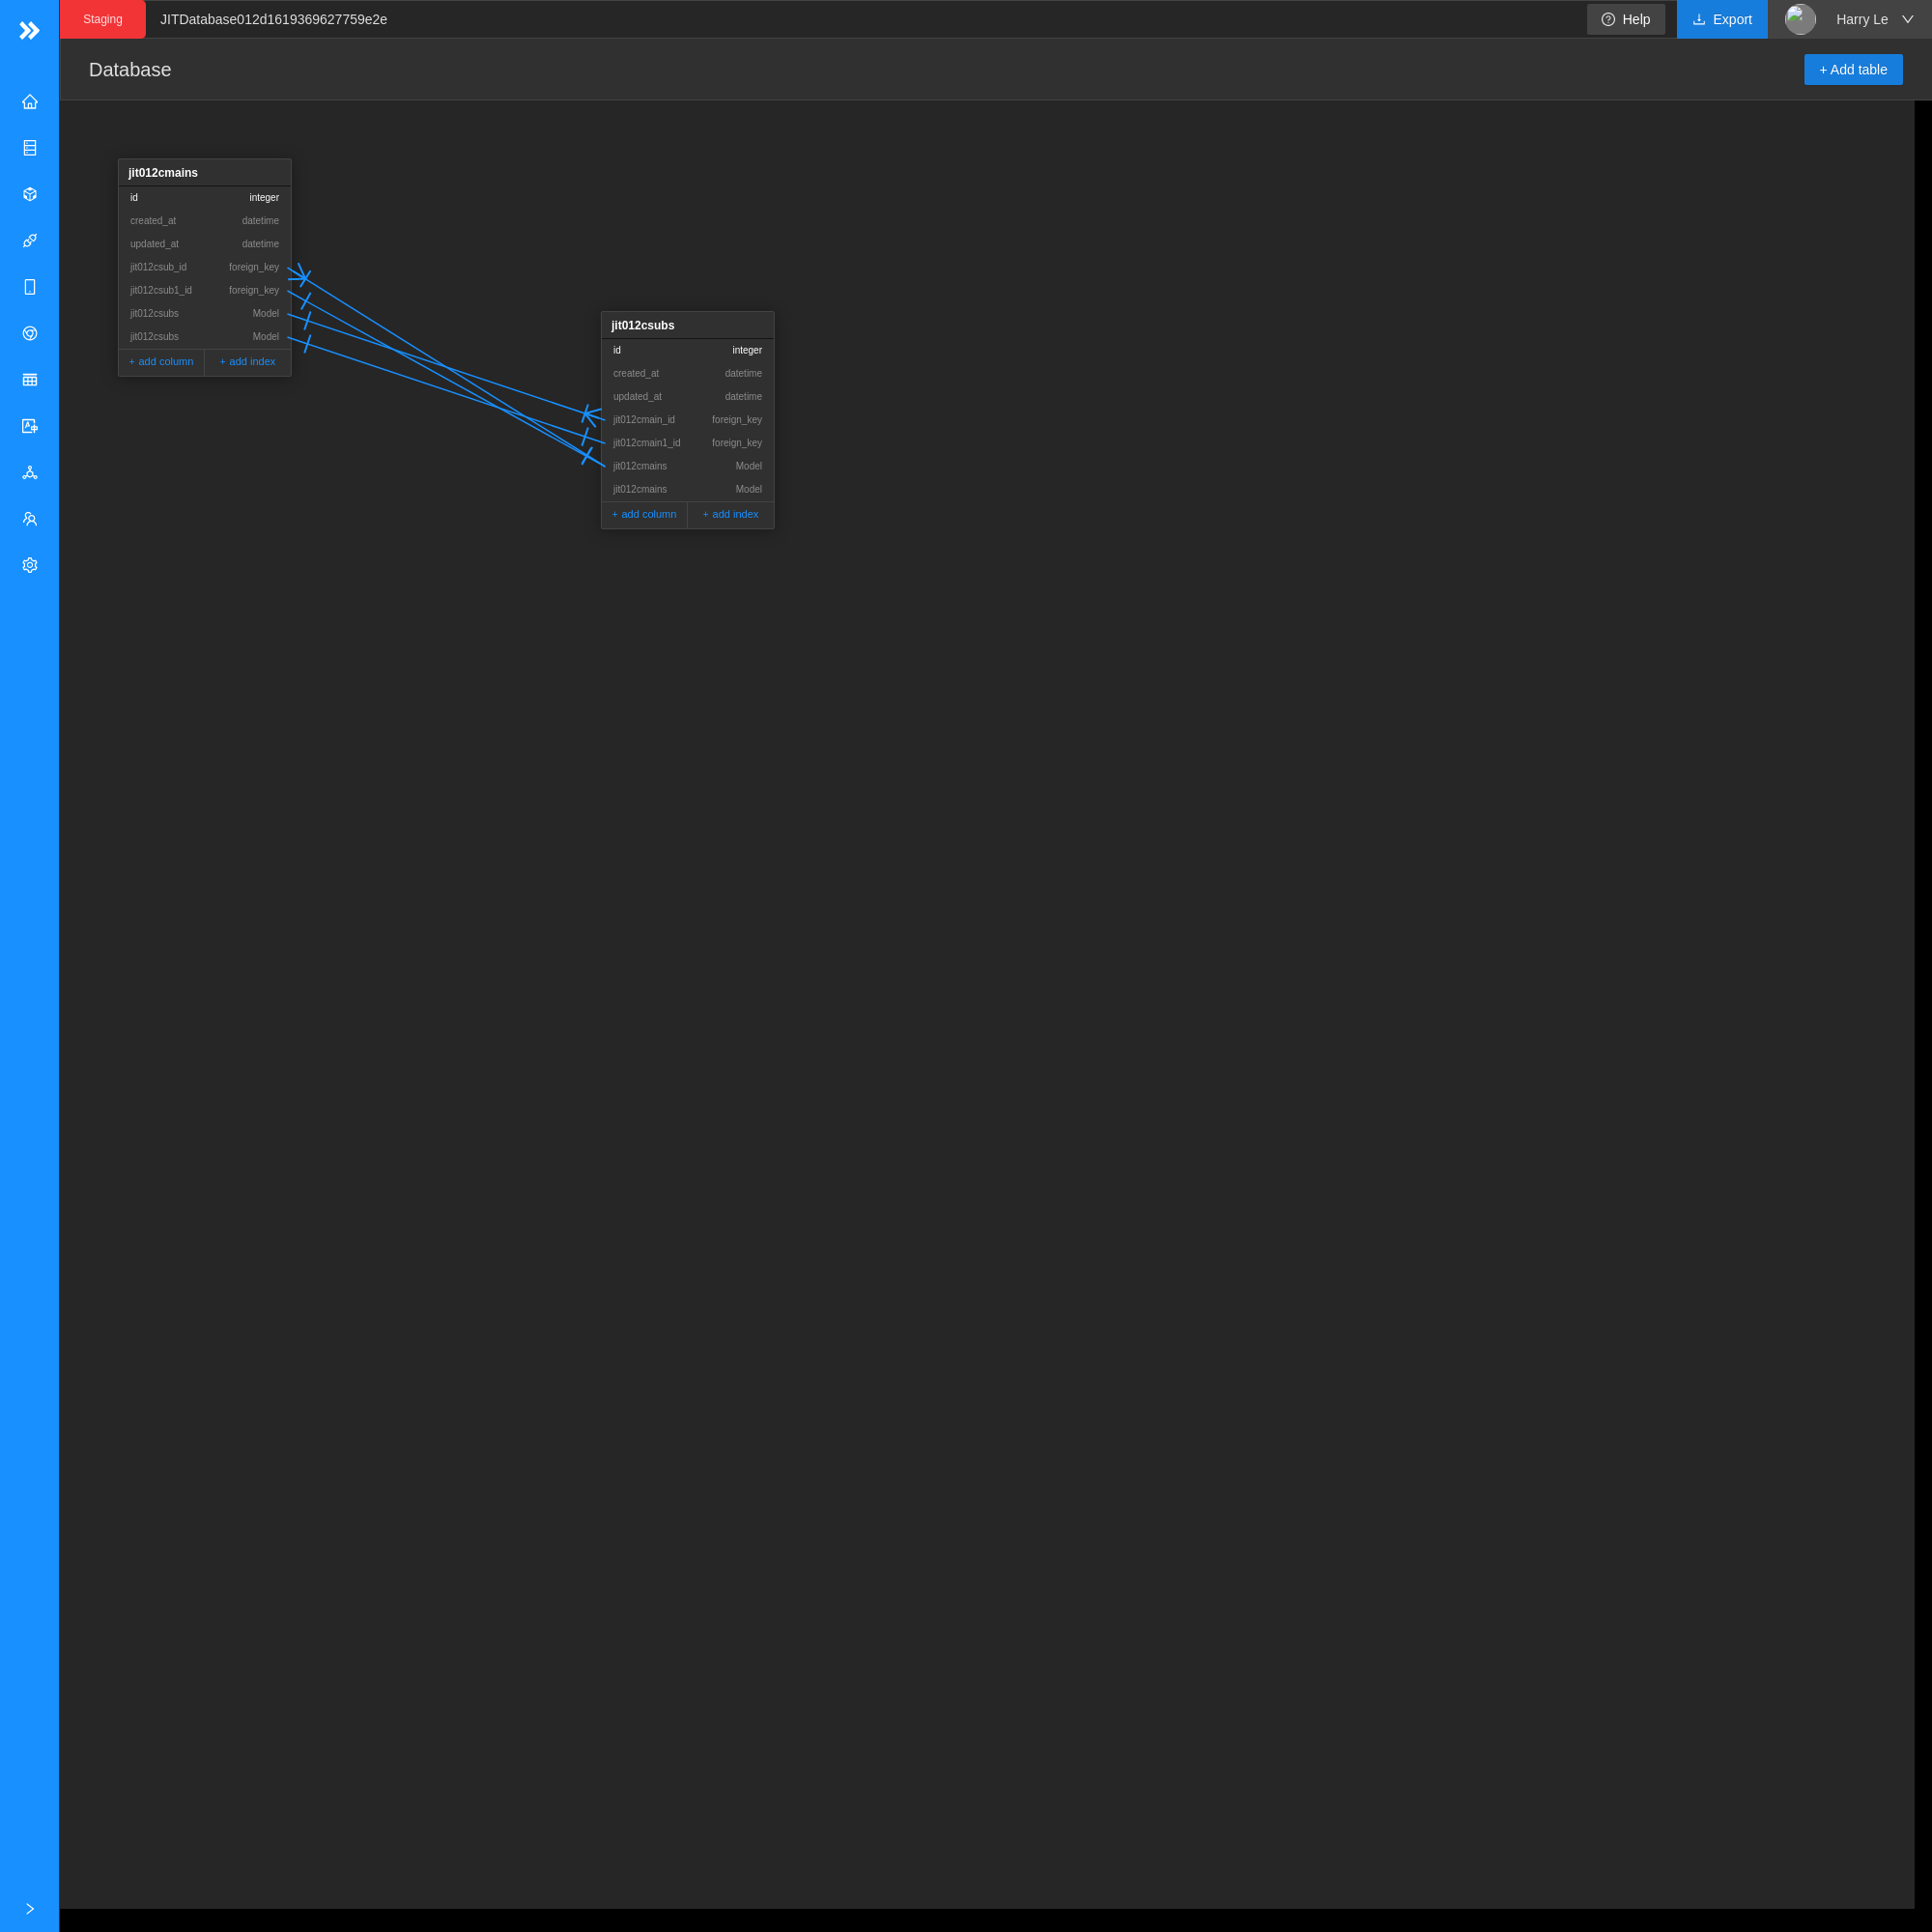 Staging JITDatabase012d1619369627759e2e Help Export Harry Le
Database + Add table
jit012cmains
id integer
created_at datetime
updated_at datetime
jit012csub_id foreign_key
jit012csub1_id foreign_key
jit012csubs Model
jit012csubs Model
+ add column + add index
jit012csubs
id integer
created_at datetime
updated_at datetime
jit012cmain_id foreign_key
jit012cmain1_id foreign_key
jit012cmains Model
jit012cmains Model
+ add column + add index